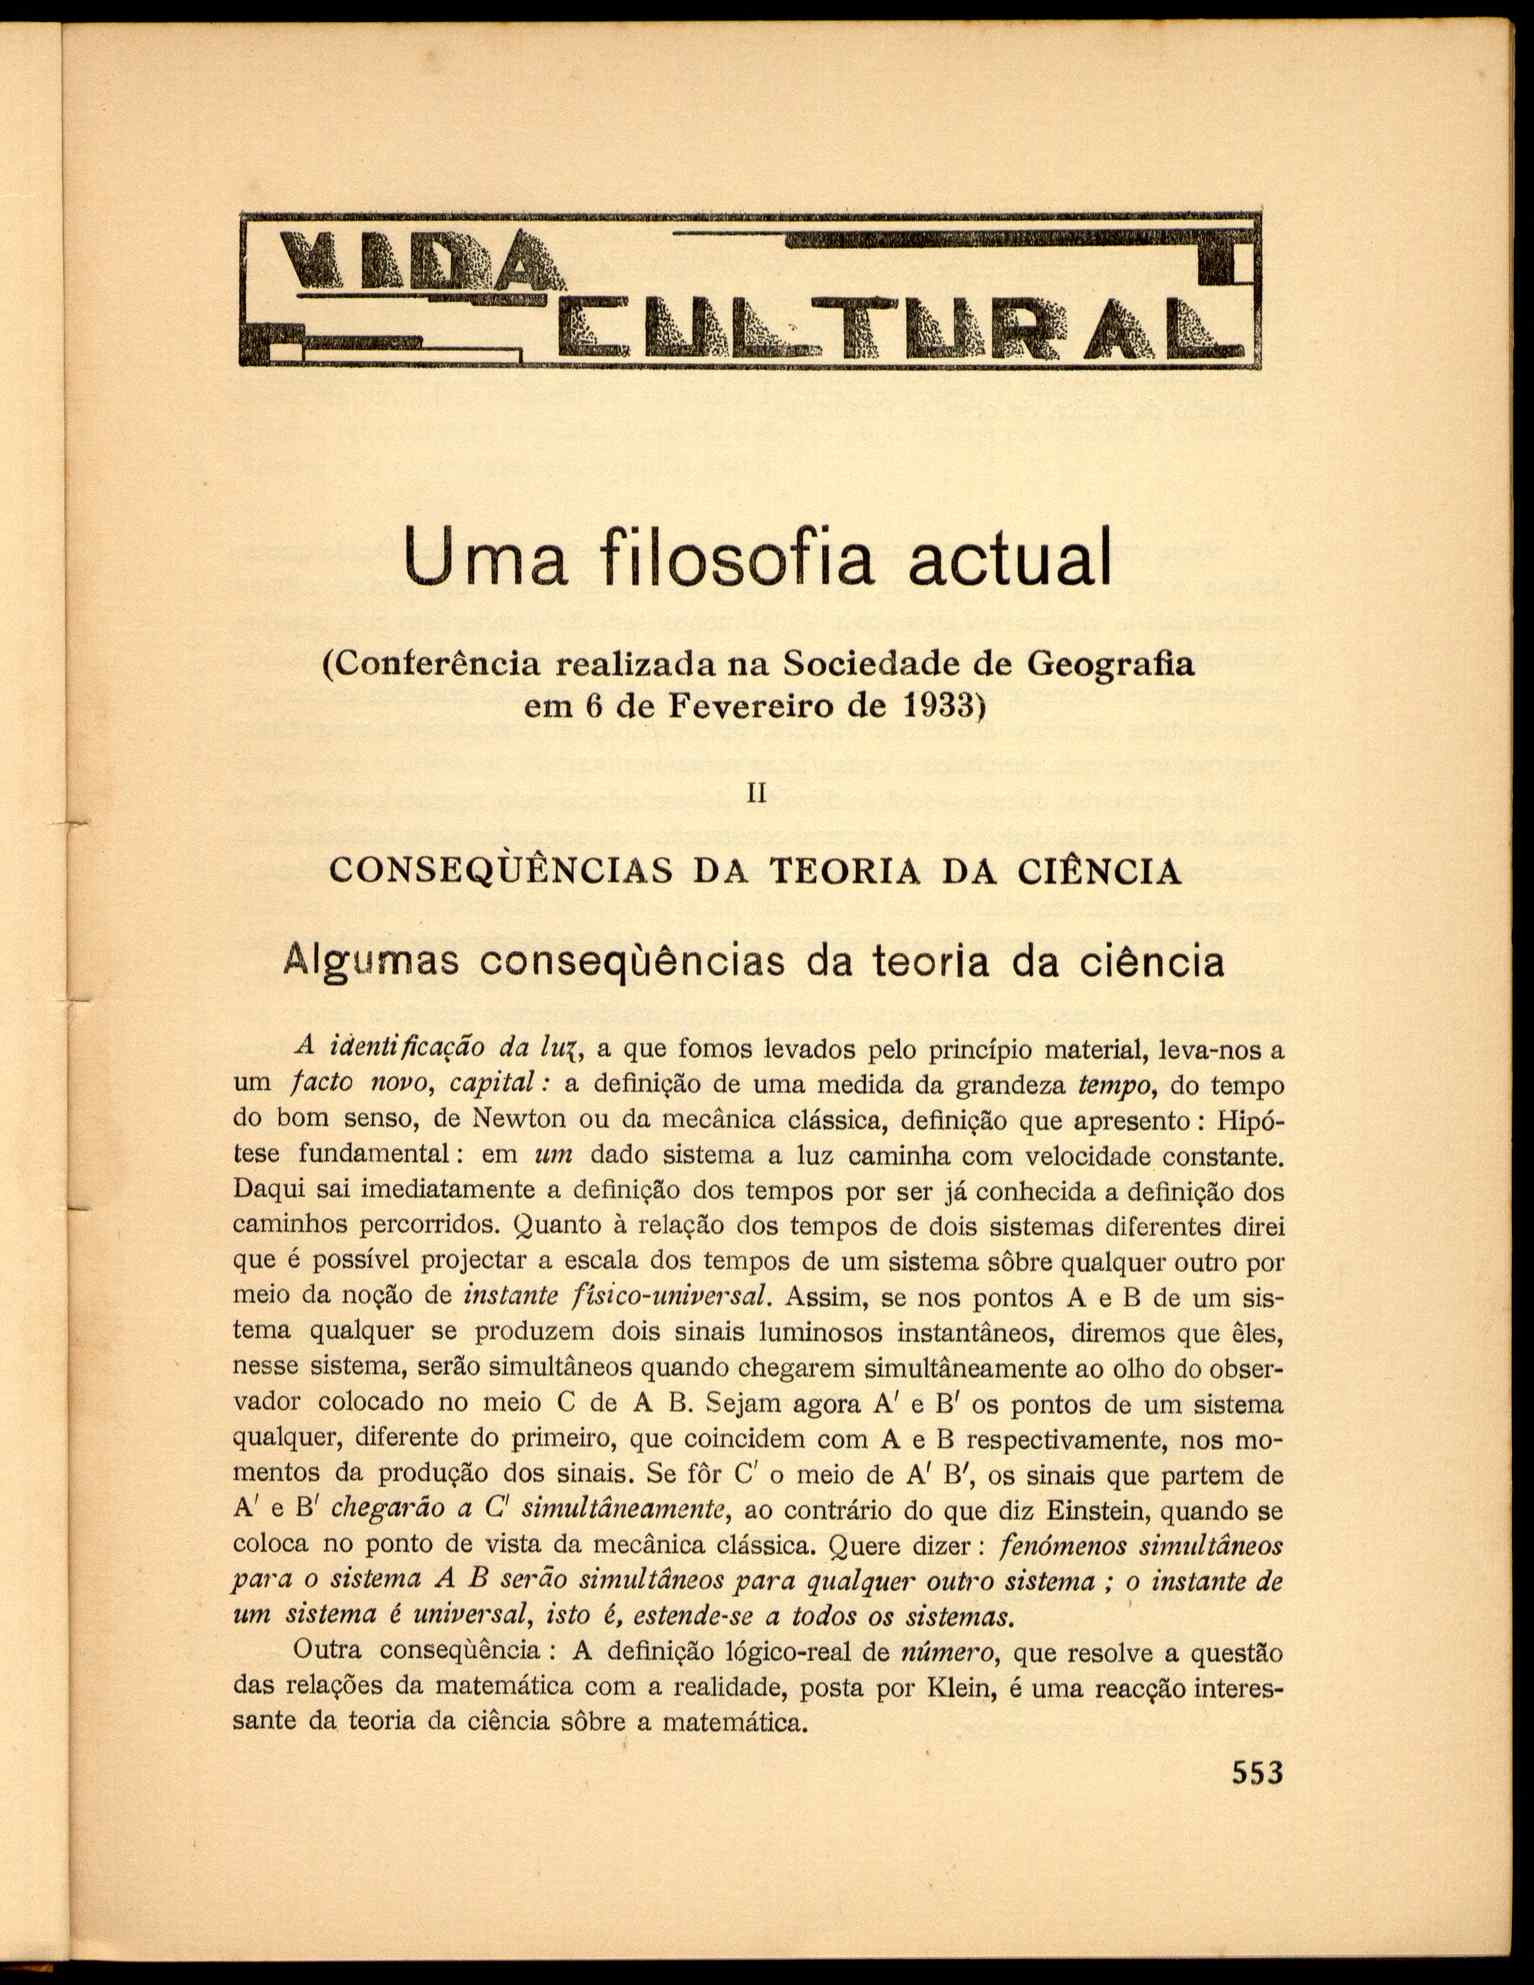 VIDA
CULTURAL
Uma filosofia actual
(Conferência realizada na Sociedade de Geografia
em 6 de Fevereiro de 1933)
II
CONSEQÙÊNCIAS DA TEORIA DA CIÊNCIA
Algumas conseqùências da teoria da ciência
A identificação da luz, a que fomos levados pelo princípio material, leva-nos a
um facto novo, capital : a definição de uma medida da grandeza tempo, do tempo
do bom senso, de Newton ou da mecânica clássica, definição que apresento : Hipó-
tese fundamental : em um dado sistema a luz caminha com velocidade constante.
Daqui sai imediatamente a definição dos tempos por ser já conhecida a definição dos
caminhos percorridos. Quanto à relação dos tempos de dois sistemas diferentes direi
que é possível projectar a escala dos tempos de um sistema sôbre qualquer outro por
meio da noção de instante físico-universal. Assim, se nos pontos A e B de um sis-
tema qualquer se produzem dois sinais luminosos instantâneos, diremos que êles,
nesse sistema, serão simultâneos quando chegarem simultâneamente ao olho do obser-
vador colocado no meio C de A B. Sejam agora A' e B' os pontos de um sistema
qualquer, diferente do primeiro, que coincidem com A e B respectivamente, nos mo-
mentos da produção dos sinais. Se fôr C' o meio de A' B', os sinais que partem de
A' e B' chegarão a C' simultâneamente, ao contrário do que diz Einstein, quando se
coloca no ponto de vista da mecânica clássica. Quere dizer : fenómenos simultâneos
para o sistema A B serão simultâneos para qualquer outro sistema ; o instante de
um sistema é universal, isto é, estende-se a todos os sistemas.
Outra conseqùência : A definição lógico-real de número, que resolve a questão
das relações da matemática com a realidade, posta por Klein, é uma reacção interes-
sante da teoria da ciência sôbre a matemática.
553